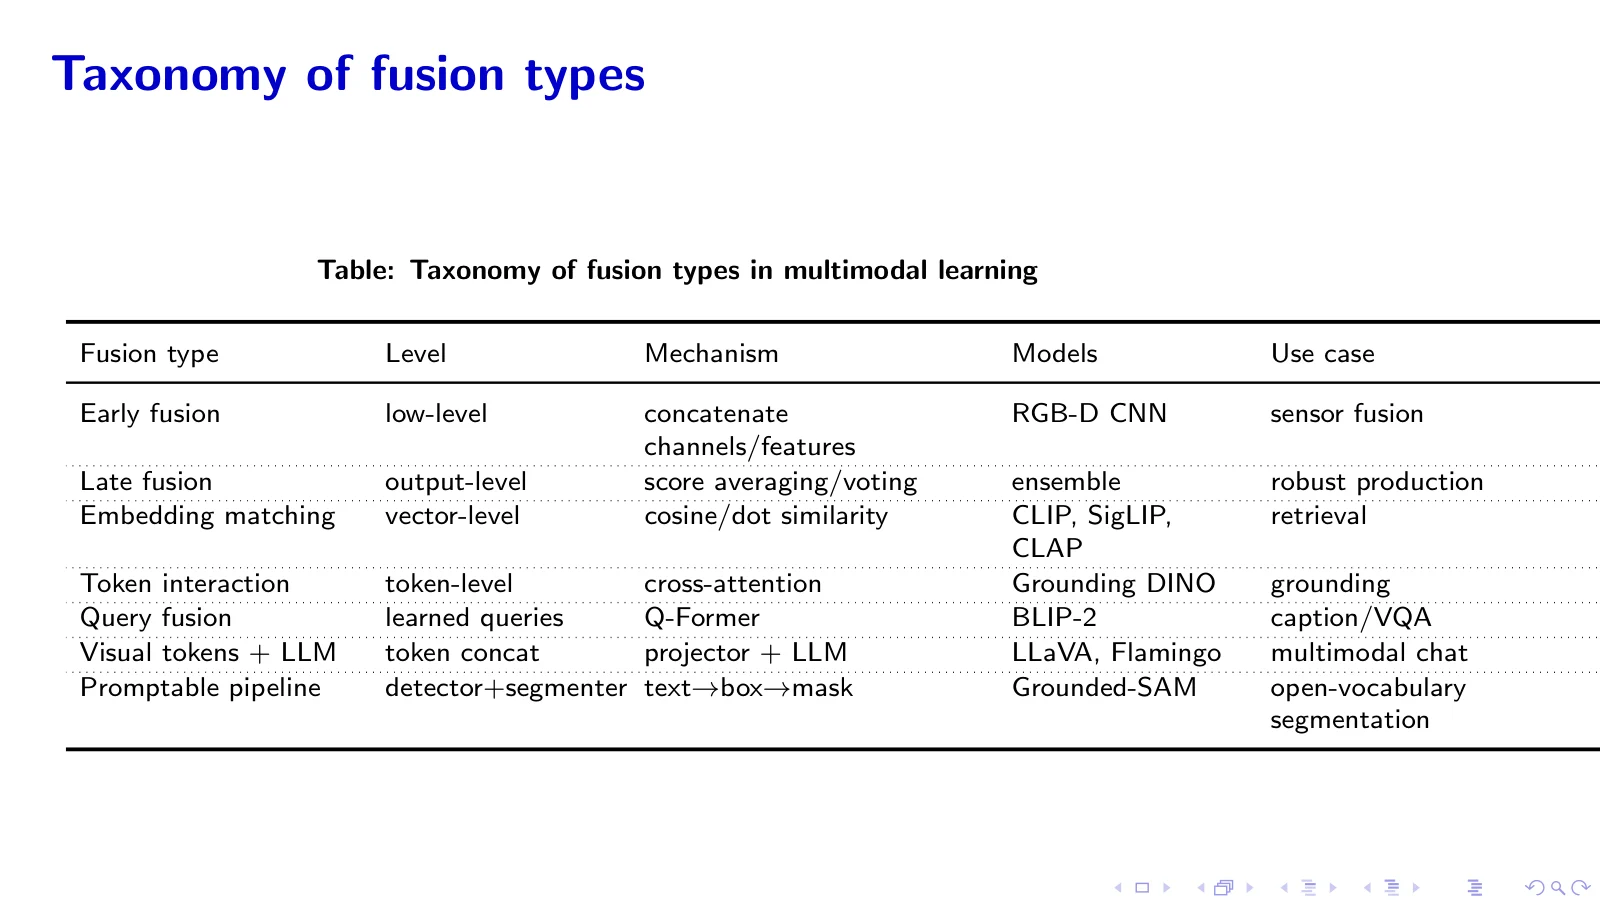 Taxonomy of fusion types
Table: Taxonomy of fusion types in multimodal learning
Fusion type Level Mechanism Models Use case
Early fusion low-level concatenate RGB-D CNN sensor fusion
channels/features
Late fusion output-level score averaging/voting ensemble robust production
Embedding matching vector-level cosine/dot similarity CLIP, SigLIP, retrieval
CLAP
Token interaction token-level cross-attention Grounding DINO grounding
Query fusion learned queries Q-Former BLIP-2 caption/VQA
Visual tokens + LLM token concat projector + LLM LLaVA, Flamingo multimodal chat
Promptable pipeline detector+segmenter text→box→mask Grounded-SAM open-vocabulary
segmentation